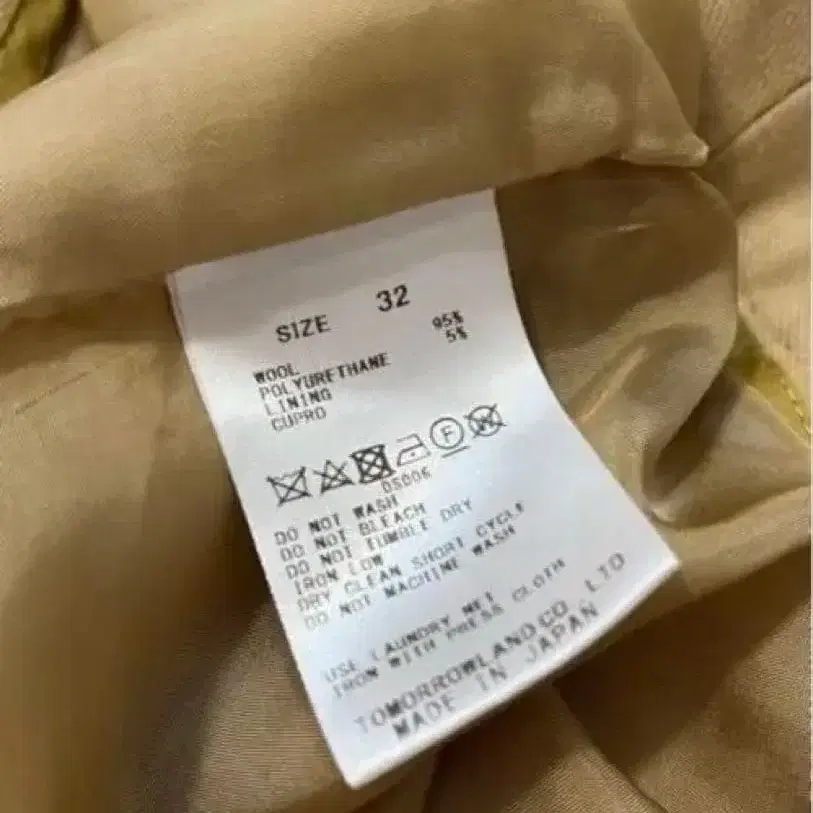 SIZE 32
WOOL 95%
POLYURETHANE 5%
LINING
CUPRO
F W
DS006
DO NOT WASH
DO NOT BLEACH
DO NOT TUMBLE DRY
IRON LOW
DRY CLEAN SHORT CYCLE
DO NOT MACHINE WASH
USE LAUNDRY NET
IRON WITH PRESS CLOTH
TOMORROWLAND CO. LTD
MADE IN JAPAN